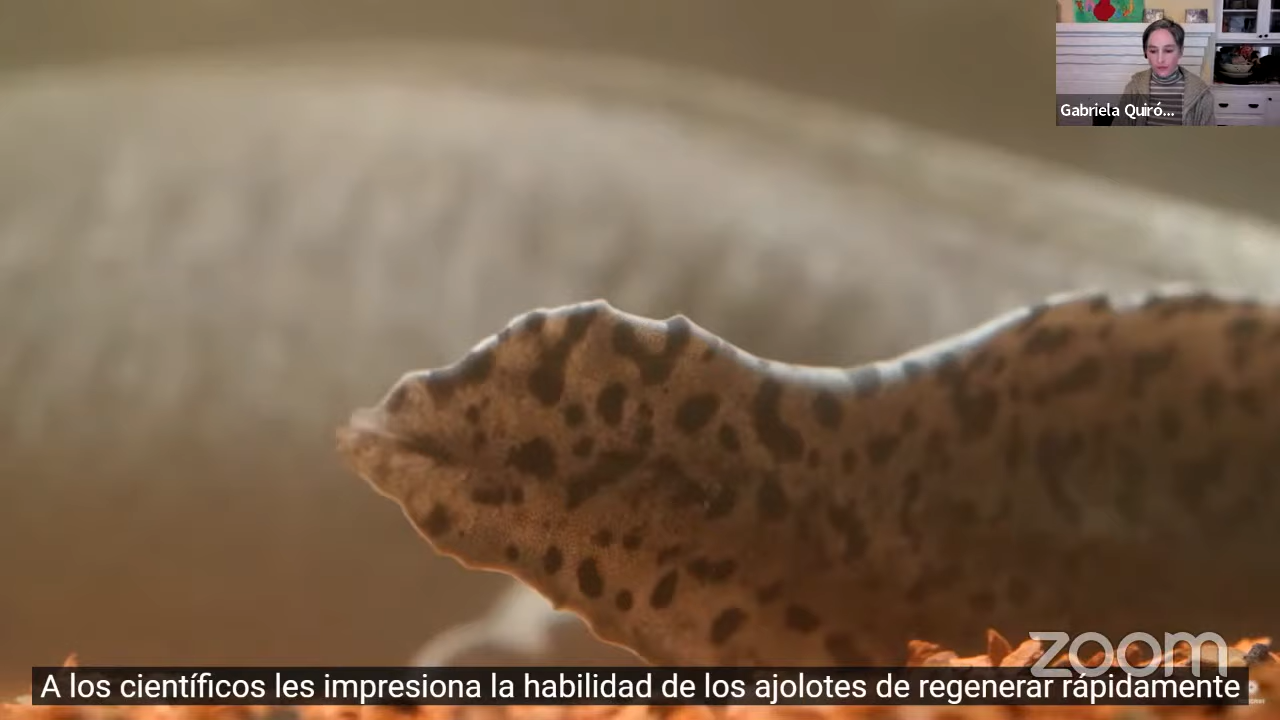 Gabriela Quiró...
zoom
A los científicos les impresiona la habilidad de los ajolotes de regenerar rápidamente